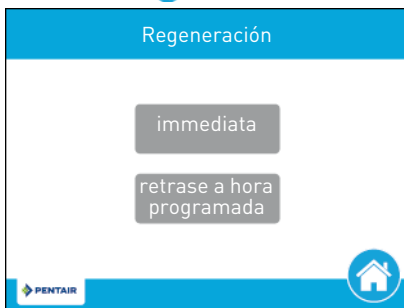 Regeneración
immediata
retrase a hora
programada
PENTAIR